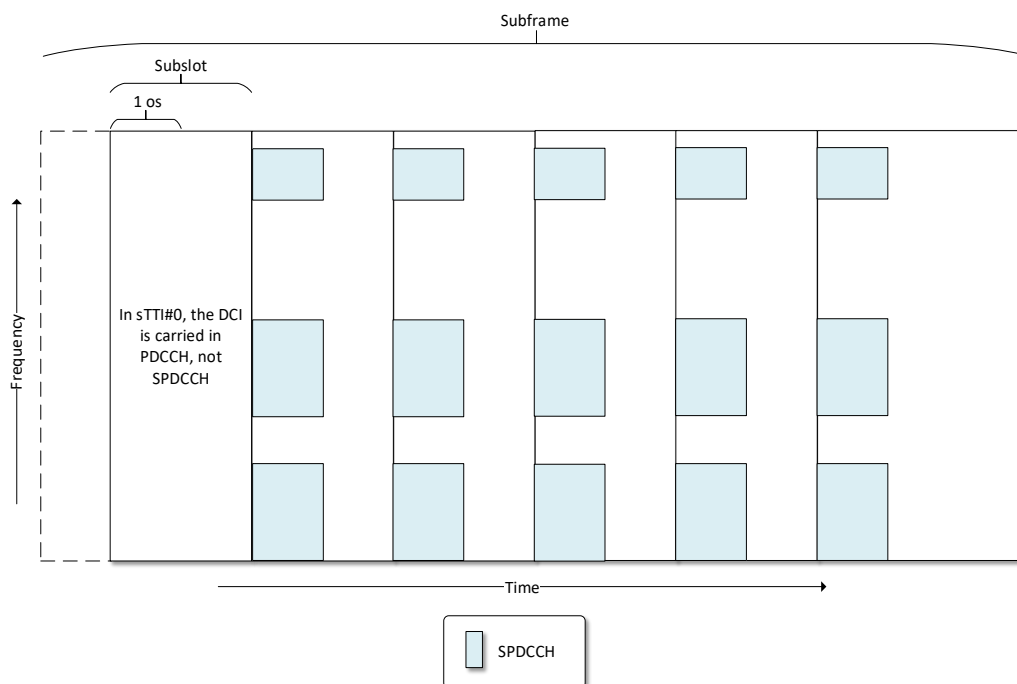 Subframe
Subslot
1 os
In sTTI#0, the DCI
is carried in
PDCCH, not
SPDCCH
Frequency
Time
SPDCCH